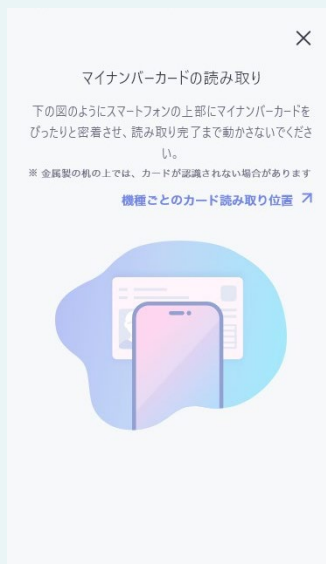 マイナンバーカードの読み取り
下の図のようにスマートフォンの上部にマイナンバーカードを
ぴったりと密着させ、読み取り完了まで動かさないでくださ
い。
※ 金属製の机の上では、カードが認識されない場合があります
機種ごとのカード読み取り位置